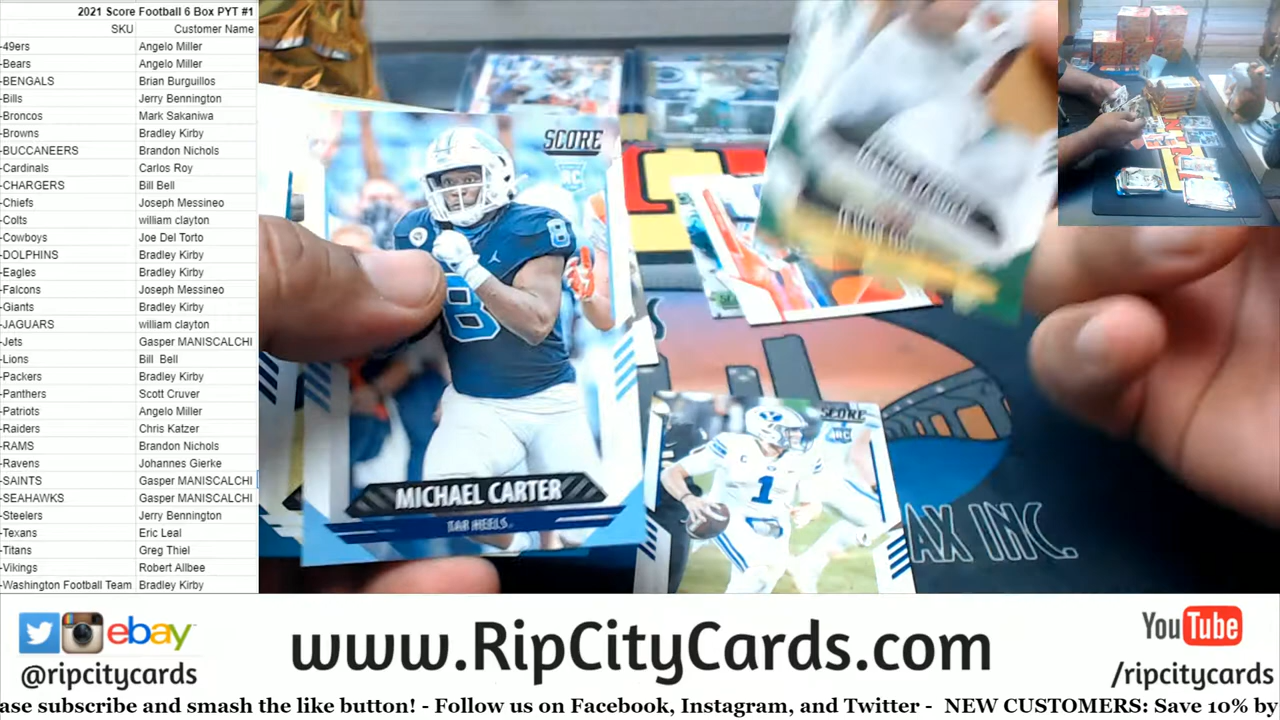 2021 Score Football 6 Box PYT #1
SKU Customer Name
-49ers Angelo Miller
-Bears Angelo Miller
-BENGALS Brian Burguillos
-Bills Jerry Bennington
-Broncos Mark Sakaniwa
-Browns Bradley Kirby
-BUCCANEERS Brandon Nichols
-Cardinals Carlos Roy
-CHARGERS Bill Bell
-Chiefs Joseph Messineo
-Colts william clayton
-Cowboys Joe Del Torto
-DOLPHINS Bradley Kirby
-Eagles Bradley Kirby
-Falcons Joseph Messineo
-Giants Bradley Kirby
-JAGUARS william clayton
-Jets Gasper MANISCALCHI
-Lions Bill Bell
-Packers Bradley Kirby
-Panthers Scott Cruver
-Patriots Angelo Miller
-Raiders Chris Katzer
-RAMS Brandon Nichols
-Ravens Johannes Gierke
-SAINTS Gasper MANISCALCHI
-SEAHAWKS Gasper MANISCALCHI
-Steelers Jerry Bennington
-Texans Eric Leal
-Titans Greg Thiel
-Vikings Robert Allbee
-Washington Football Team Bradley Kirby
SCORE
RC
8
8
MICHAEL CARTER
TAR HEELS
SCORE
RC
1
AX INC.
ebay
@ripcitycards
www.RipCityCards.com
YouTube
/ripcitycards
ase subscribe and smash the like button! - Follow us on Facebook, Instagram, and Twitter - NEW CUSTOMERS: Save 10% by